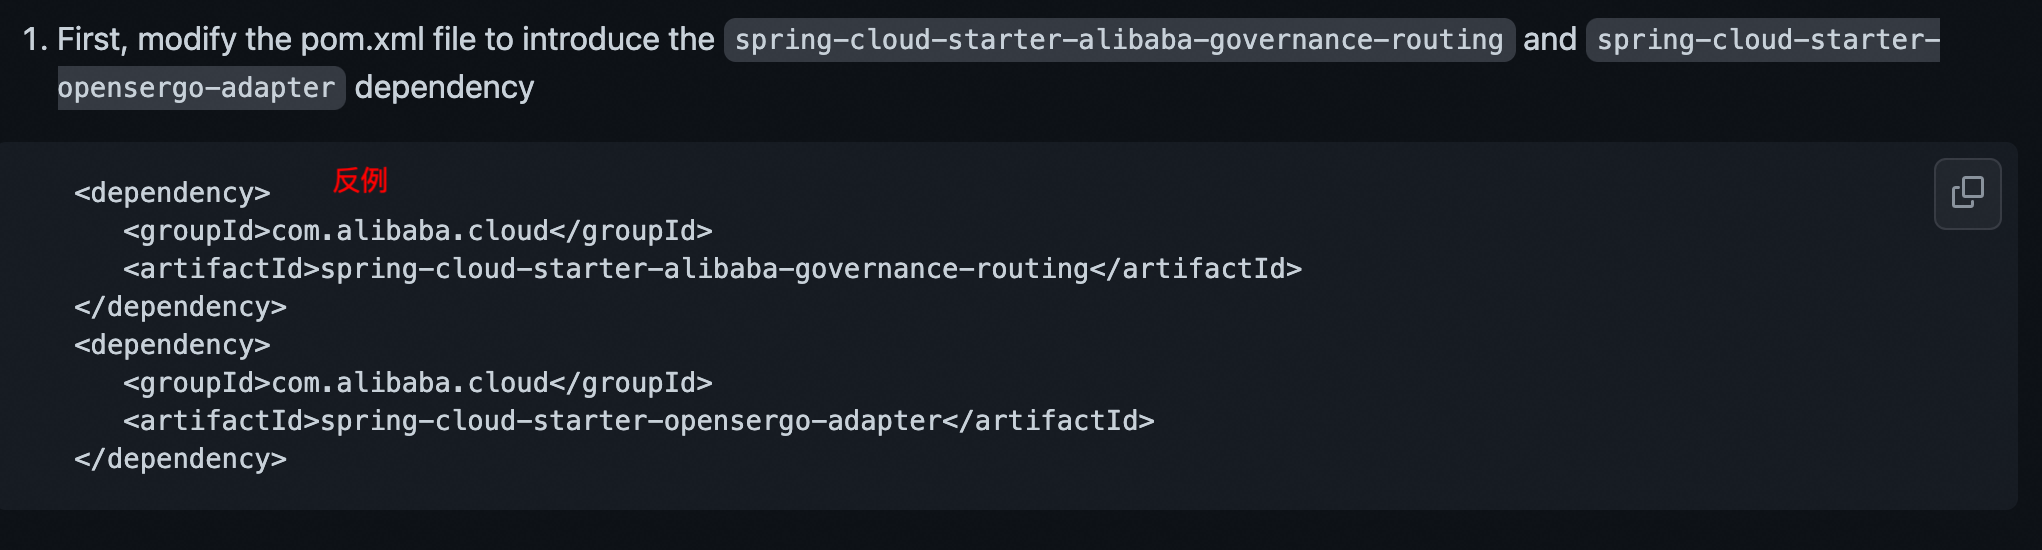 1. First, modify the pom.xml file to introduce the spring-cloud-starter-alibaba-governance-routing and spring-cloud-starter-
opensergo-adapter dependency
反例
<dependency>
   <groupId>com.alibaba.cloud</groupId>
   <artifactId>spring-cloud-starter-alibaba-governance-routing</artifactId>
</dependency>
<dependency>
   <groupId>com.alibaba.cloud</groupId>
   <artifactId>spring-cloud-starter-opensergo-adapter</artifactId>
</dependency>